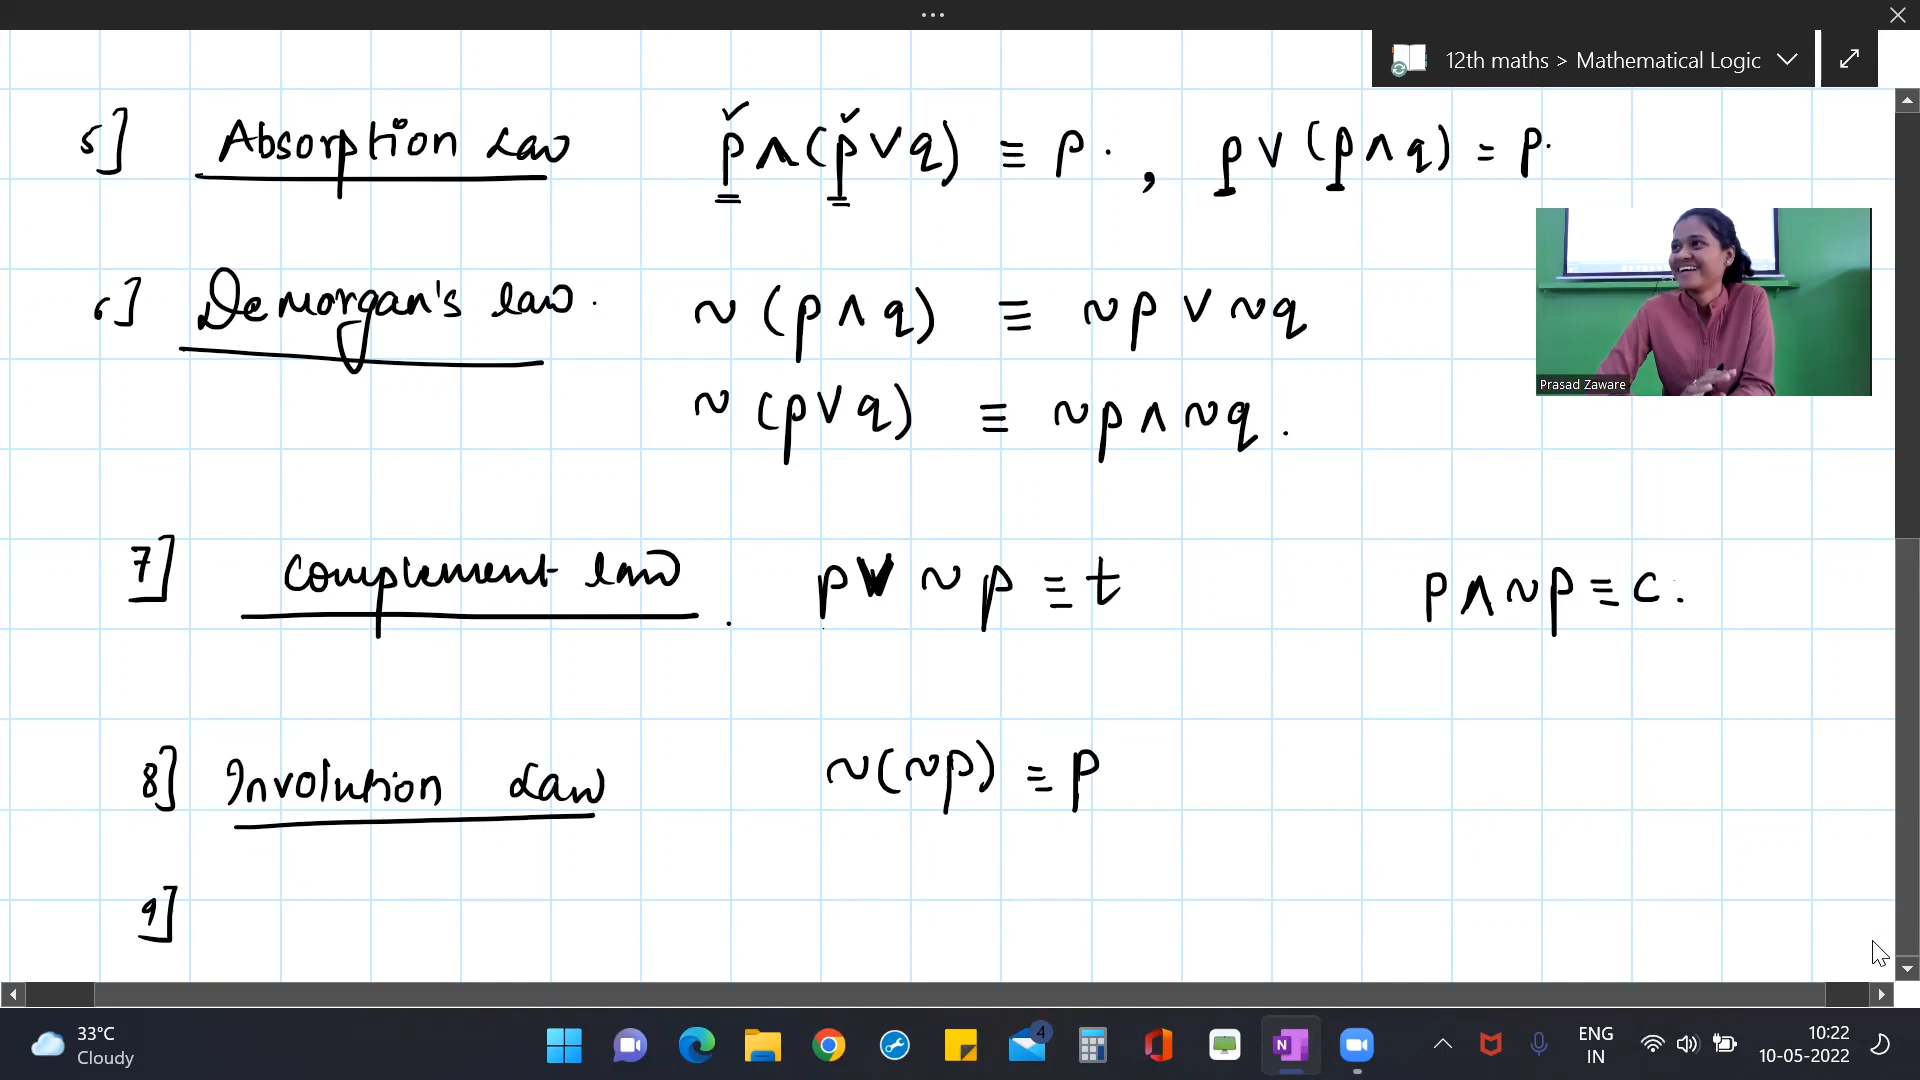 ...
12th maths > Mathematical Logic
5] Absorption Law p∧(p∨q) ≡ p. , p∨(p∧q) = p.
Prasad Zaware
6] De Morgan's law. ~(p∧q) ≡ ~p∨~q
~(p∨q) ≡ ~p∧~q.
7] Complement law. p∨~p ≡ t p∧~p ≡ c.
8] Involution Law ~(~p) ≡ p
9]
33°C
Cloudy
4
ENG
IN
10:22
10-05-2022